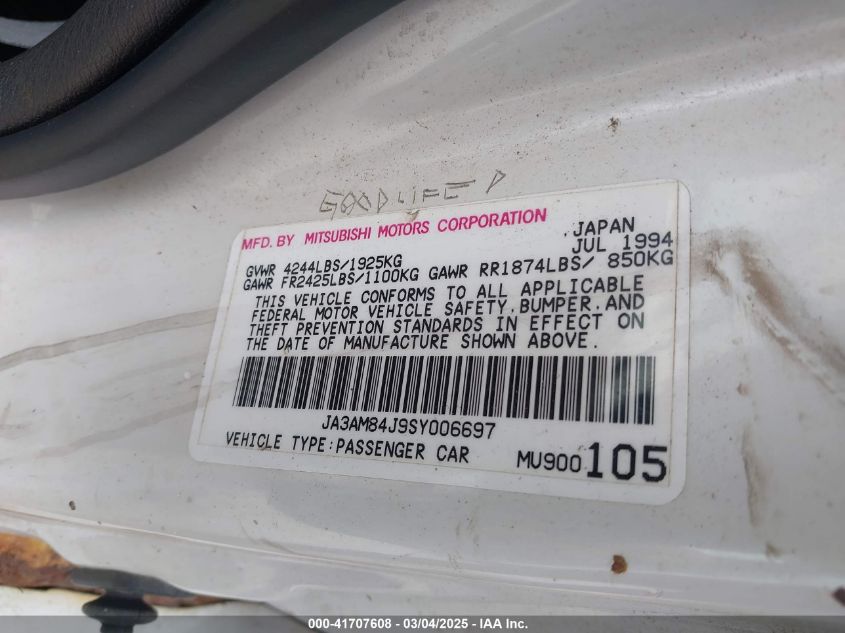 GOODLIFE P
MFD. BY MITSUBISHI MOTORS CORPORATION JAPAN
JUL 1994
GVWR 4244LBS/1925KG
GAWR FR2425LBS/1100KG GAWR RR1874LBS/ 850KG
THIS VEHICLE CONFORMS TO ALL APPLICABLE
FEDERAL MOTOR VEHICLE SAFETY, BUMPER, AND
THEFT PREVENTION STANDARDS IN EFFECT ON
THE DATE OF MANUFACTURE SHOWN ABOVE.
JA3AM84J9SY006697
VEHICLE TYPE:PASSENGER CAR MU900 105
000-41707608 - 03/04/2025 - IAA Inc.